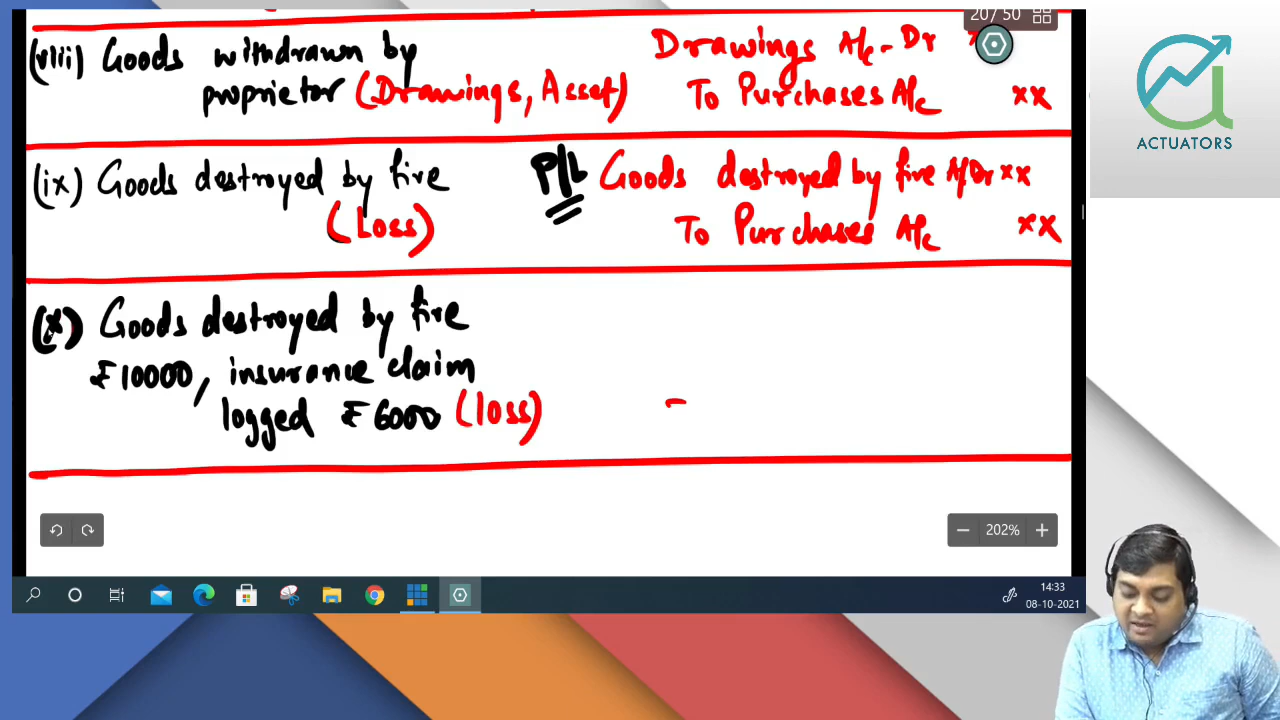 20/50
(viii) Goods withdrawn by
proprietor (Drawings, Asset)
Drawings A/c - Dr
To Purchases A/c xx
(ix) Goods destroyed by fire
(Loss)
P/L
Goods destroyed by fire A/Dr xx
To Purchases A/c xx
(x) Goods destroyed by fire
₹10000, insurance claim
logged ₹6000 (loss)
202%
14:33
08-10-2021
ACTUATORS